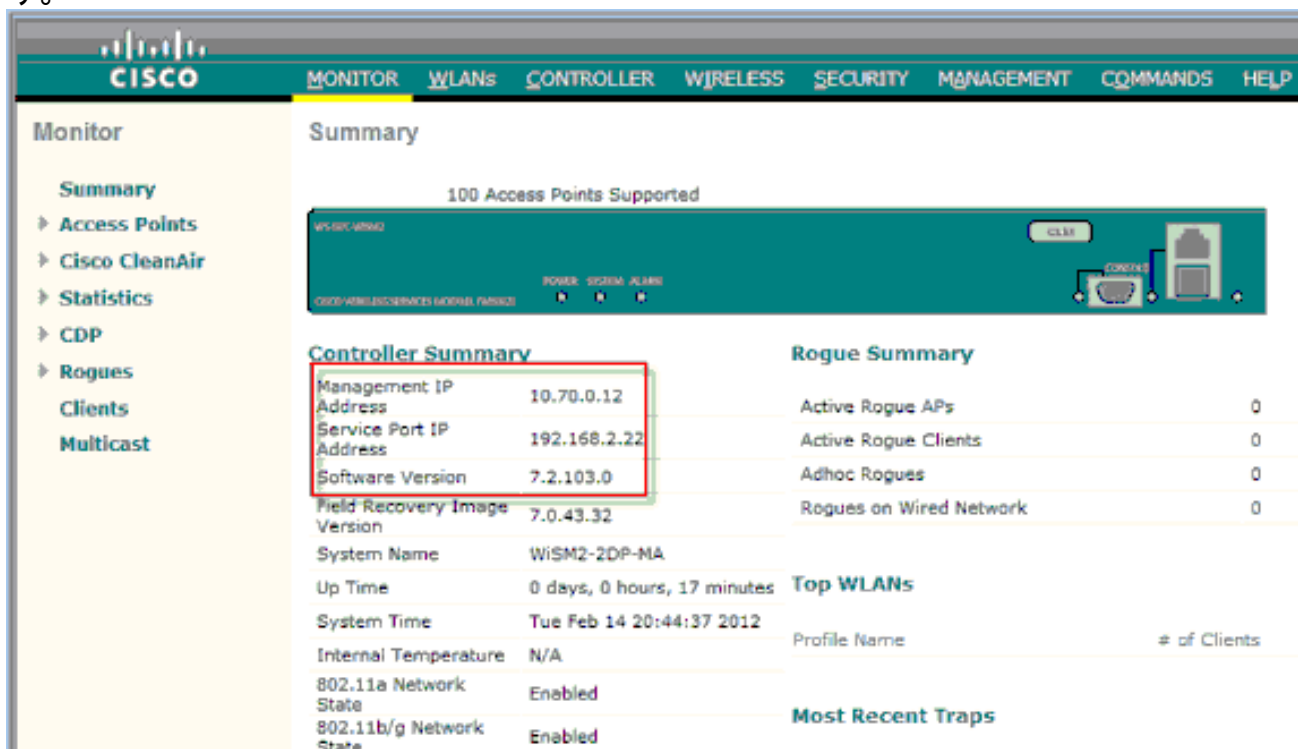 す。
CISCO
MONITOR WLANs CONTROLLER WIRELESS SECURITY MANAGEMENT COMMANDS HELP
Monitor
Summary
Access Points
Cisco CleanAir
Statistics
CDP
Rogues
Clients
Multicast
Summary
100 Access Points Supported
POWER SYSTEM ALARM
Controller Summary
Management IP Address 10.70.0.12
Service Port IP Address 192.168.2.22
Software Version 7.2.103.0
Field Recovery Image Version 7.0.43.32
System Name WiSM2-2DP-MA
Up Time 0 days, 0 hours, 17 minutes
System Time Tue Feb 14 20:44:37 2012
Internal Temperature N/A
802.11a Network State Enabled
802.11b/g Network State Enabled
Rogue Summary
Active Rogue APs 0
Active Rogue Clients 0
Adhoc Rogues 0
Rogues on Wired Network 0
Top WLANs
Profile Name # of Clients
Most Recent Traps